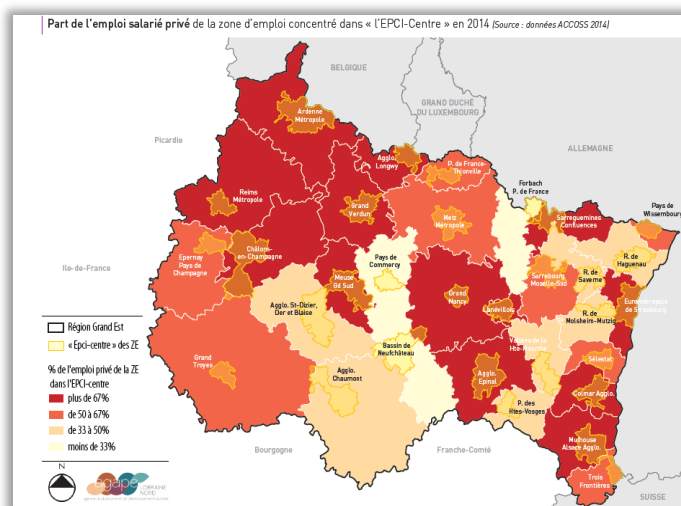 Part de l'emploi salarié privé de la zone d'emploi concentré dans « l'EPCI-Centre » en 2014 (Source : données ACCOSS 2014)
BELGIQUE
GRAND DUCHÉ
DU LUXEMBOURG
ALLEMAGNE
Picardie
Ardenne
Métropole
Agglo.
Longwy
P. de France-
Thionville
Forbach
P. de France
Pays de
Wissembourg
Reims
Métropole
Grand
Verdun
Metz
Métropole
Sarreguemines
Confluences
R. de
Haguenau
Ile-de-France
Epernay
Pays de
Champagne
Châlons-
en-Champagne
Pays de
Commercy
Meuse
Gd Sud
Sarrebourg
Moselle-Sud
R. de
Saverne
Eurométropole
de Strasbourg
Agglo. St-Dizier,
Der et Blaise
Grand
Nancy
Lunévillois
R. de
Molsheim-Mutzig
Région Grand Est
« Epci-centre » des ZE
Bassin de
Neufchâteau
Vallée de la
Hte-Meurthe
Grand
Troyes
Agglo.
Chaumont
Agglo.
Epinal
Sélestat
% de l'emploi privé de la ZE
dans l'EPCI-centre
plus de 67%
de 50 à 67%
de 33 à 50%
moins de 33%
P. des
Htes-Vosges
Colmar Agglo.
Mulhouse
Alsace Agglo.
Bourgogne
Franche-Comté
Trois
Frontières
SUISSE
N
agape
LORRAINE
NORD